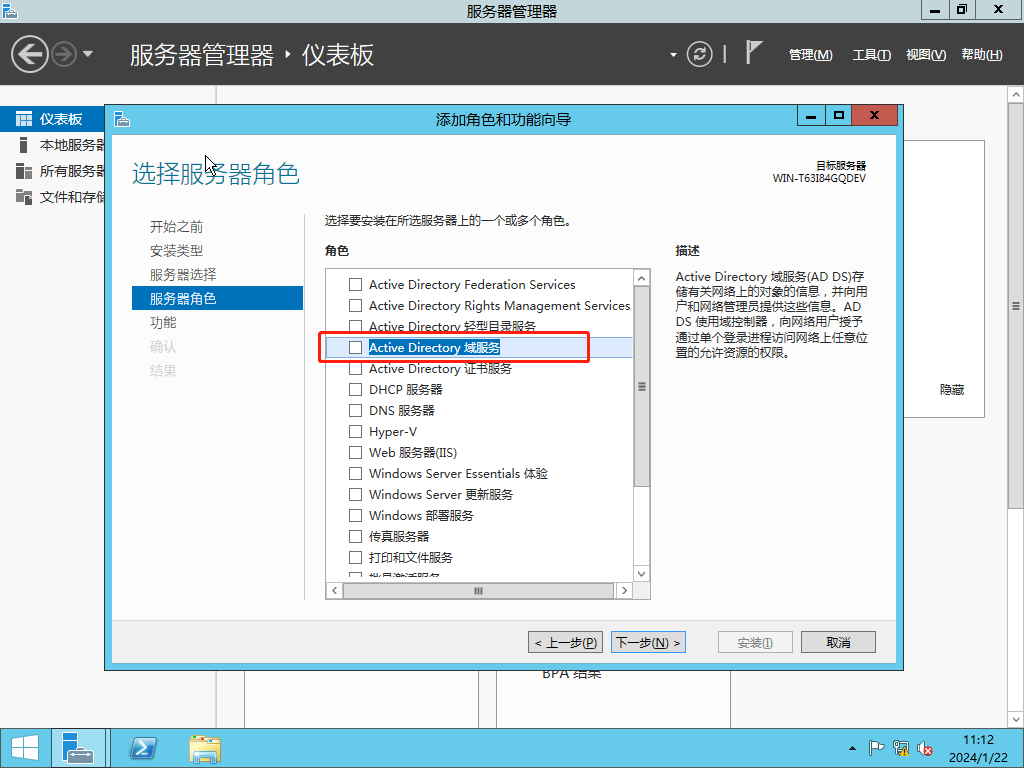 服务器管理器
服务器管理器 ‣ 仪表板
管理(M) 工具(T) 视图(V) 帮助(H)
仪表板
本地服务器
所有服务器
文件和存储
添加角色和功能向导
选择服务器角色
目标服务器
WIN-T63I84GQDEV
开始之前
安装类型
服务器选择
服务器角色
功能
确认
结果
选择要安装在所选服务器上的一个或多个角色。
角色
Active Directory Federation Services
Active Directory Rights Management Services
Active Directory 轻型目录服务
Active Directory 域服务
Active Directory 证书服务
DHCP 服务器
DNS 服务器
Hyper-V
Web 服务器(IIS)
Windows Server Essentials 体验
Windows Server 更新服务
Windows 部署服务
传真服务器
打印和文件服务
批量激活服务
描述
Active Directory 域服务(AD DS)存
储有关网络上的对象的信息，并向用
户和网络管理员提供这些信息。AD
DS 使用域控制器，向网络用户授予
通过单个登录进程访问网络上任意位
置的允许资源的权限。
隐藏
< 上一步(P)
下一步(N) >
安装(I)
取消
BPA 结果
11:12
2024/1/22